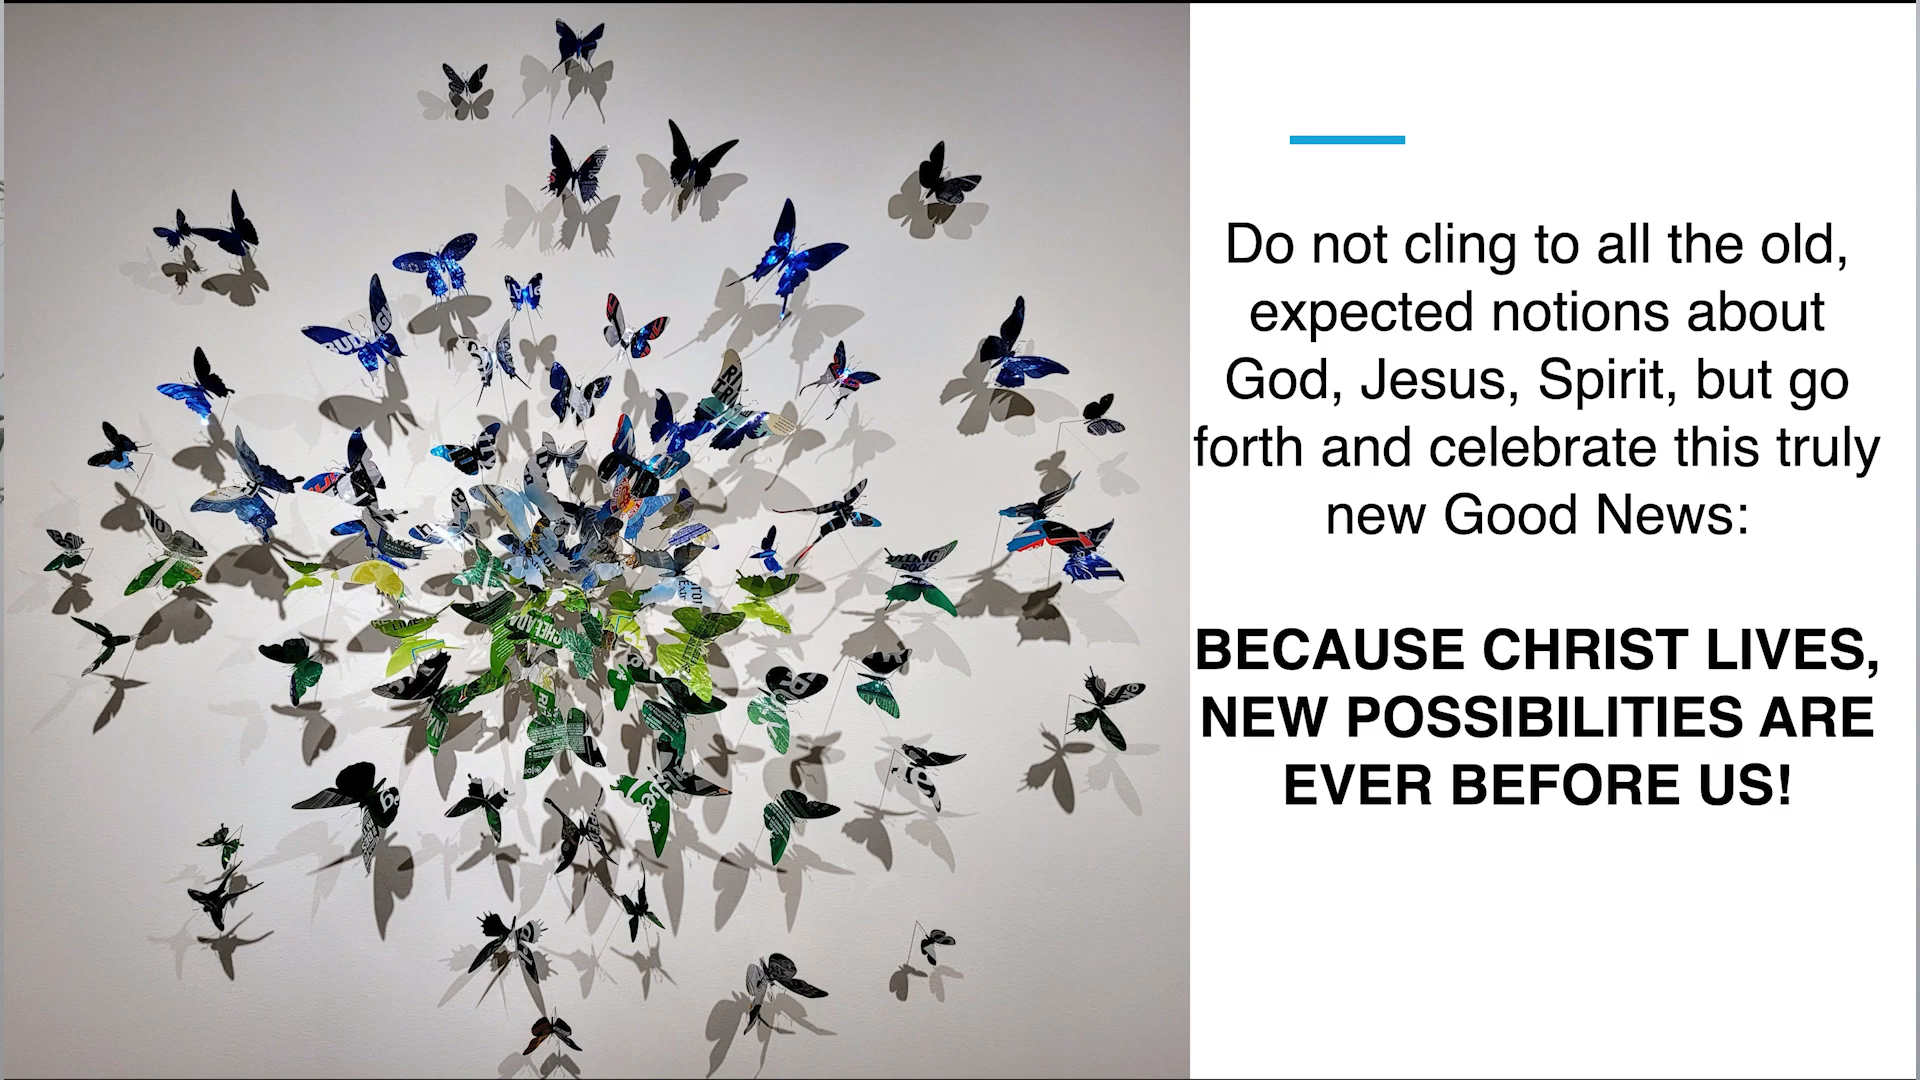 Do not cling to all the old,
expected notions about
God, Jesus, Spirit, but go
forth and celebrate this truly
new Good News:
BECAUSE CHRIST LIVES,
NEW POSSIBILITIES ARE
EVER BEFORE US!